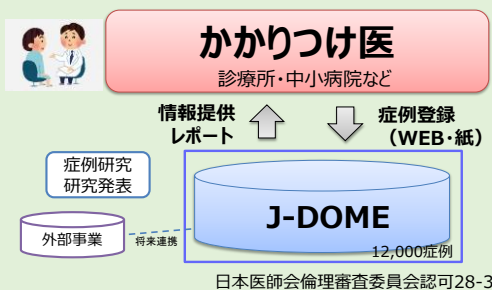 かかりつけ医
診療所・中小病院など
情報提供
レポート
症例登録
（WEB・紙）
症例研究
研究発表
J-DOME
外部事業
将来連携
12,000症例
日本医師会倫理審査委員会認可28-3